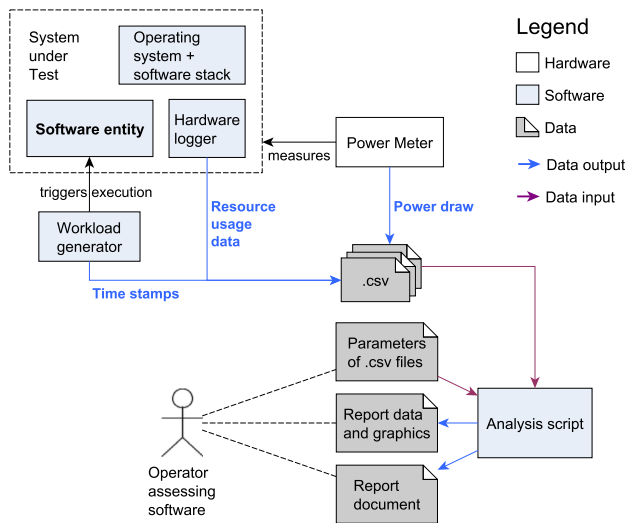 System
under
Test
Operating
system +
software stack
Software entity
Hardware
logger
Power Meter
measures
triggers execution
Workload
generator
Resource
usage
data
Power draw
Time stamps
.csv
Parameters
of .csv files
Report data
and graphics
Report
document
Analysis script
Operator
assessing
software
Legend
Hardware
Software
Data
Data output
Data input